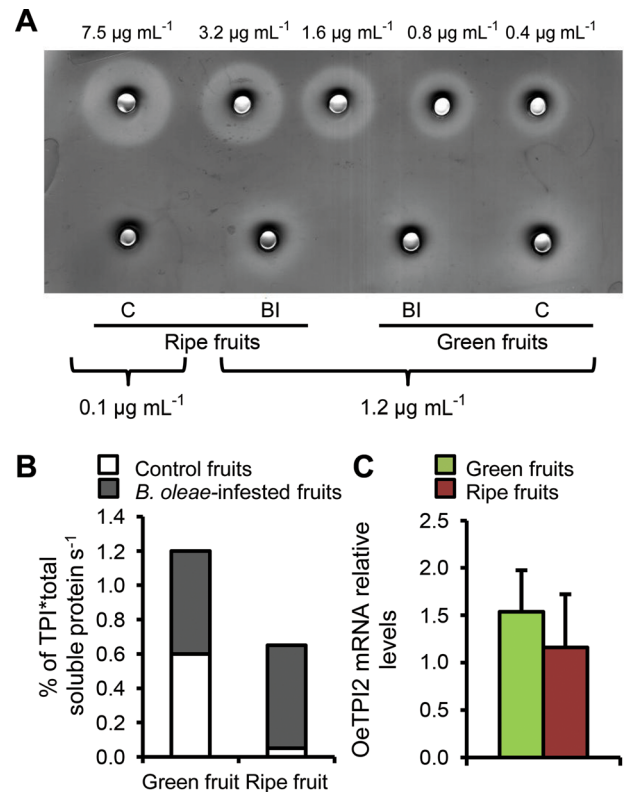 A
7.5 µg mL-1 3.2 µg mL-1 1.6 µg mL-1 0.8 µg mL-1 0.4 µg mL-1
C BI BI C
Ripe fruits Green fruits
0.1 µg mL-1 1.2 µg mL-1
B
Control fruits
B. oleae-infested fruits
% of TPI*total
soluble protein s-1
1.4
1.2
1.0
0.8
0.6
0.4
0.2
0.0
Green fruit Ripe fruit
C
Green fruits
Ripe fruits
OeTPI2 mRNA relative
levels
2.5
2.0
1.5
1.0
0.5
0.0